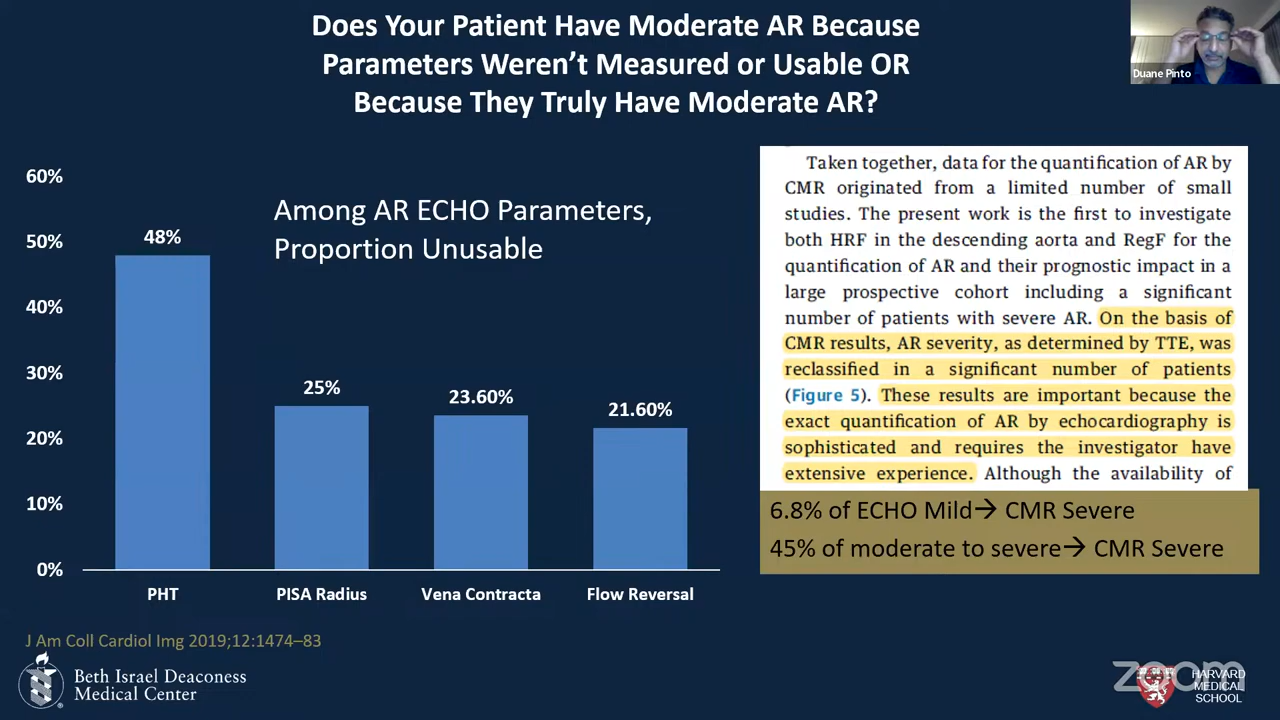 Does Your Patient Have Moderate AR Because
Parameters Weren't Measured or Usable OR
Because They Truly Have Moderate AR?
Duane Pinto
60%
50%
40%
30%
20%
10%
0%
Among AR ECHO Parameters,
Proportion Unusable
48%
25%
23.60%
21.60%
PHT
PISA Radius
Vena Contracta
Flow Reversal
Taken together, data for the quantification of AR by
CMR originated from a limited number of small
studies. The present work is the first to investigate
both HRF in the descending aorta and RegF for the
quantification of AR and their prognostic impact in a
large prospective cohort including a significant
number of patients with severe AR. On the basis of
CMR results, AR severity, as determined by TTE, was
reclassified in a significant number of patients
(Figure 5). These results are important because the
exact quantification of AR by echocardiography is
sophisticated and requires the investigator have
extensive experience. Although the availability of
6.8% of ECHO Mild→ CMR Severe
45% of moderate to severe→ CMR Severe
J Am Coll Cardiol Img 2019;12:1474–83
Beth Israel Deaconess
Medical Center
zoom
HARVARD
MEDICAL
SCHOOL